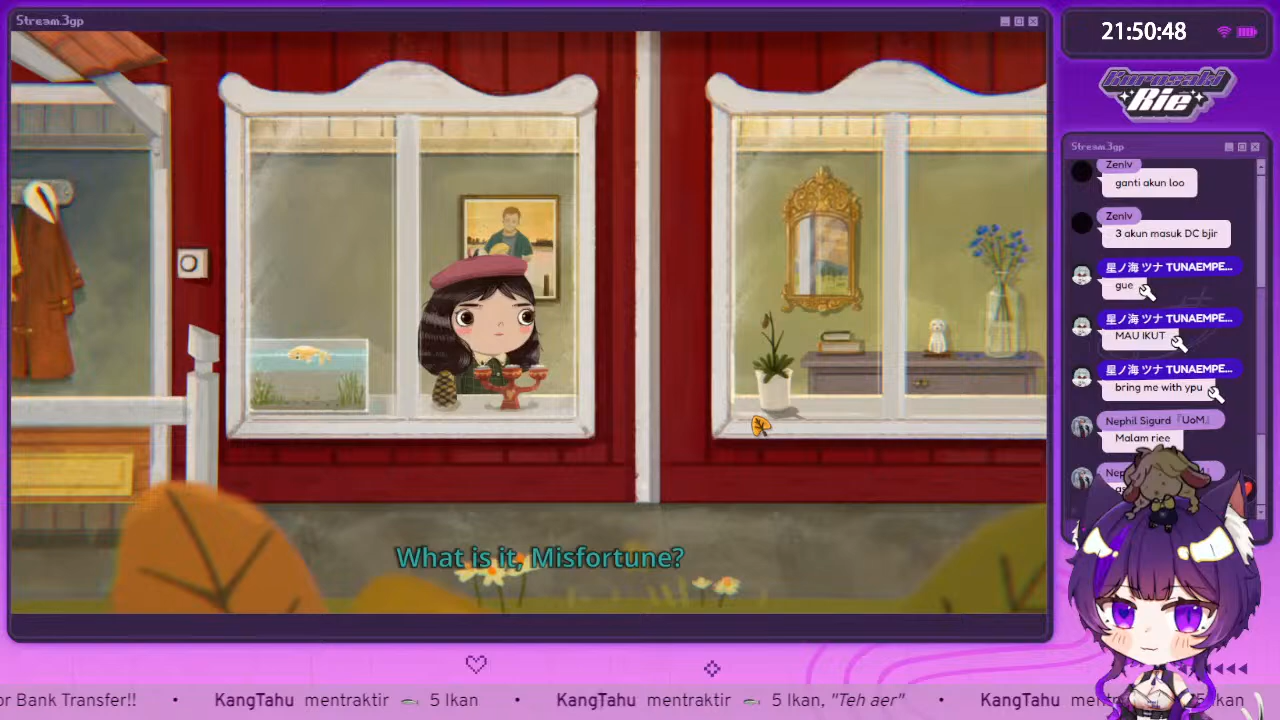 Stream.3gp
21:50:48
Kurosaki
Rie
Stream.3gp
Zenlv
ganti akun loo
Zenlv
3 akun masuk DC bjir
星ノ海 ツナ TUNAEMPE...
gue
星ノ海 ツナ TUNAEMPE...
MAU IKUT
星ノ海 ツナ TUNAEMPE...
bring me with ypu
Nephil Sigurd『UoM』
Malam riee
What is it, Misfortune?
or Bank Transfer!! • KangTahu mentraktir 5 Ikan • KangTahu mentraktir 5 Ikan, "Teh aer" • KangTahu